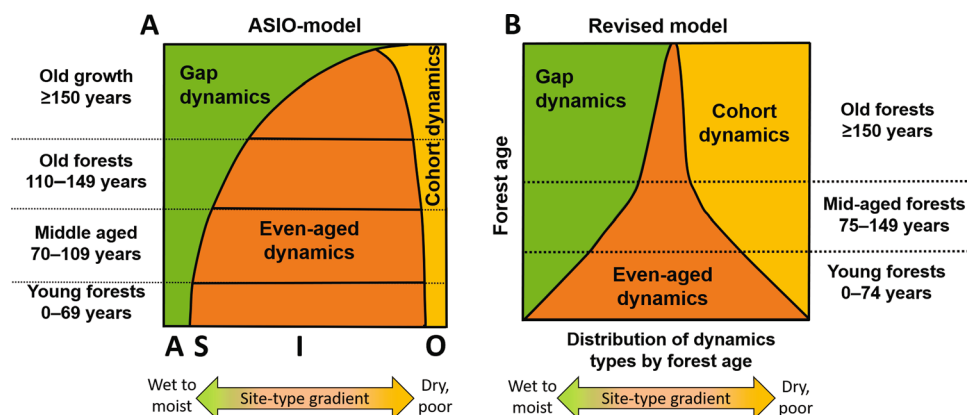 A
ASIO-model
Old growth
≥150 years
Old forests
110–149 years
Middle aged
70–109 years
Young forests
0–69 years
Gap
dynamics
Cohort dynamics
Even-aged
dynamics
A S I O
Wet to
moist
Site-type gradient
Dry,
poor
B
Revised model
Forest age
Gap
dynamics
Cohort
dynamics
Even-aged
dynamics
Old forests
≥150 years
Mid-aged forests
75–149 years
Young forests
0–74 years
Distribution of dynamics
types by forest age
Wet to
moist
Site-type gradient
Dry,
poor